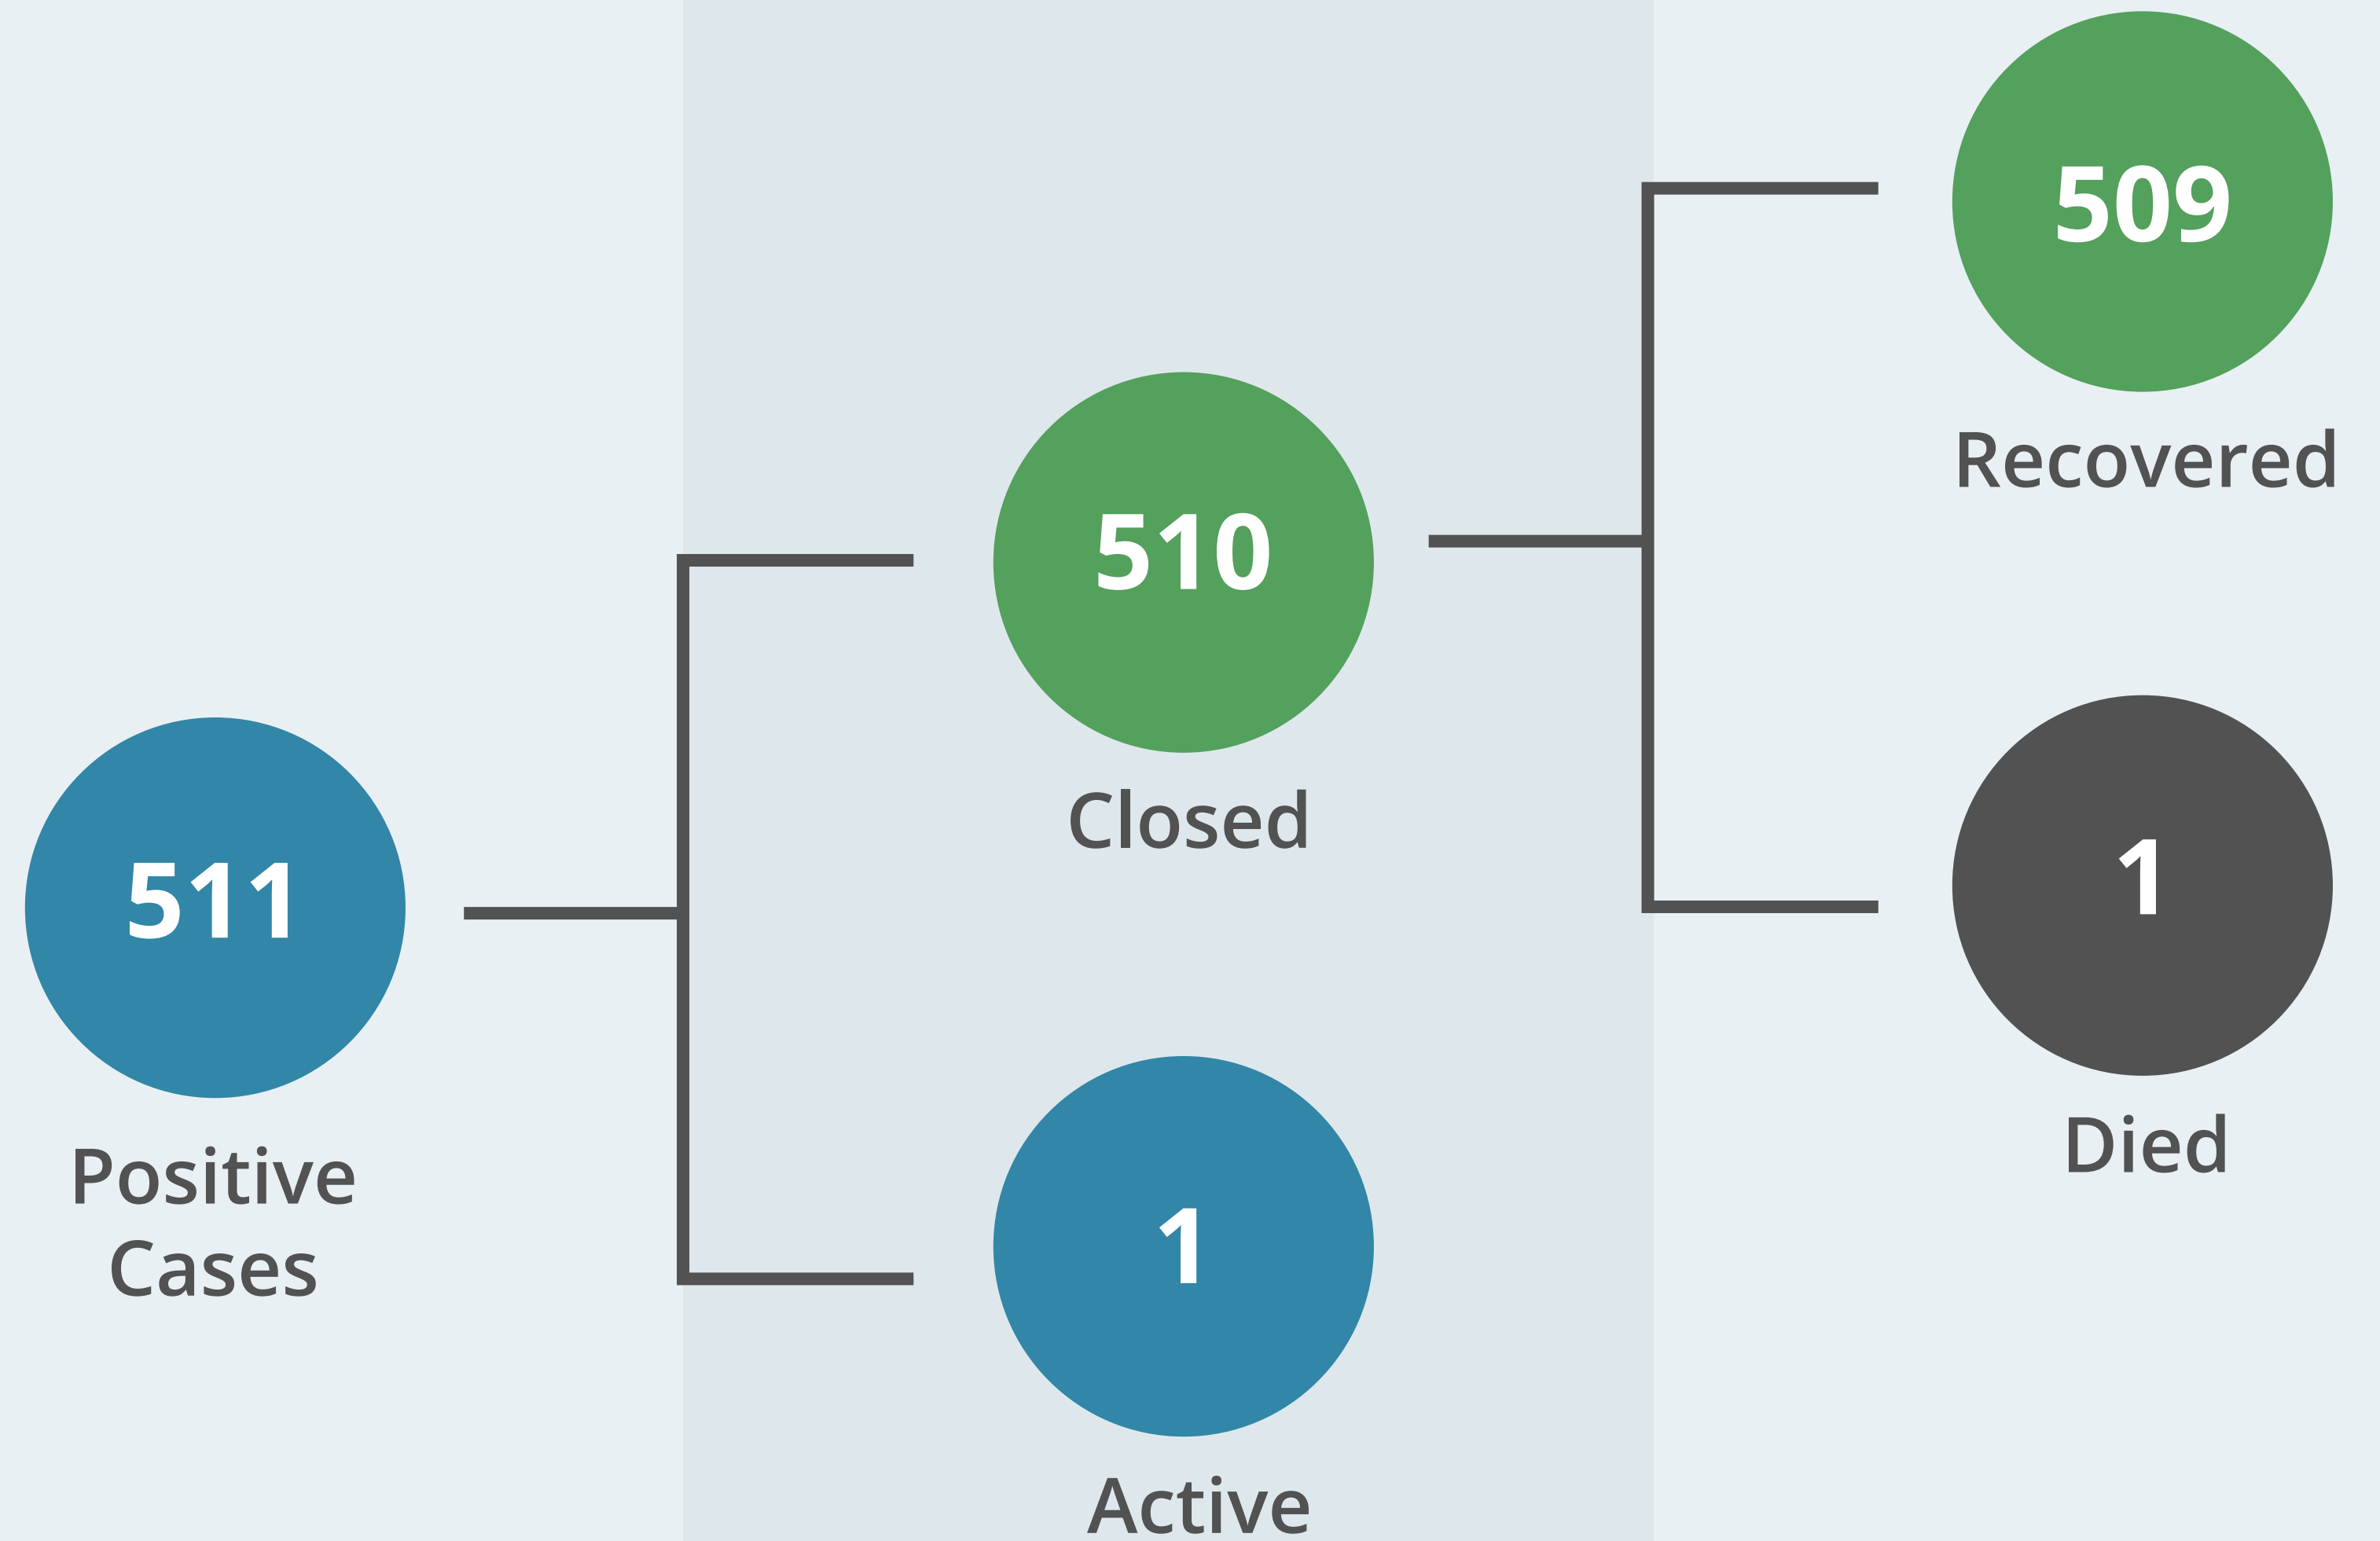 511
Positive
Cases
510
Closed
1
Active
509
Recovered
1
Died